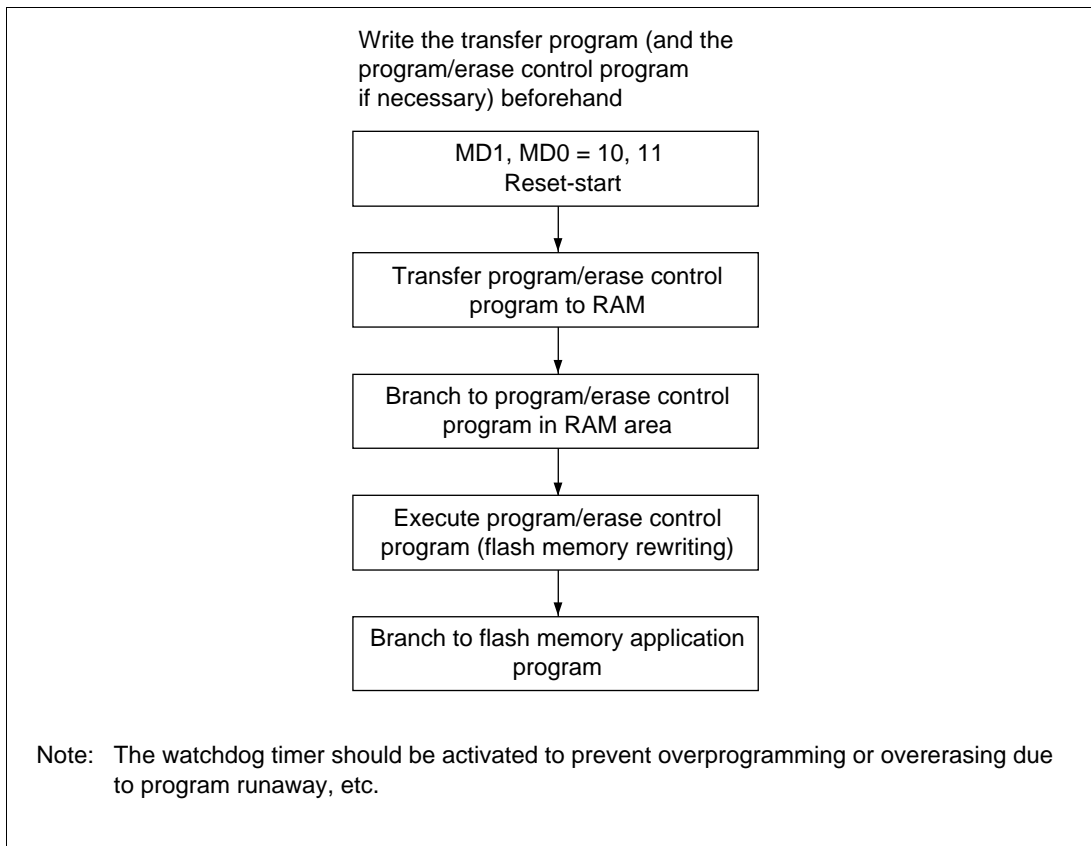 Write the transfer program (and the
program/erase control program
if necessary) beforehand
MD1, MD0 = 10, 11
Reset-start
Transfer program/erase control
program to RAM
Branch to program/erase control
program in RAM area
Execute program/erase control
program (flash memory rewriting)
Branch to flash memory application
program
Note: The watchdog timer should be activated to prevent overprogramming or overerasing due
to program runaway, etc.